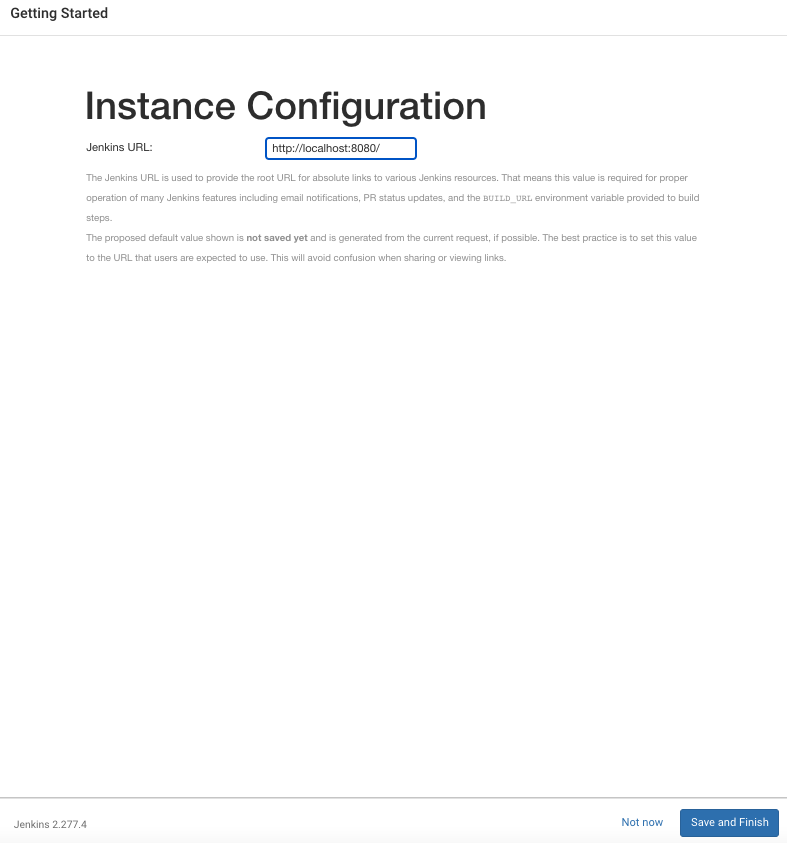 Getting Started
Instance Configuration
Jenkins URL: http://localhost:8080/
The Jenkins URL is used to provide the root URL for absolute links to various Jenkins resources. That means this value is required for proper
operation of many Jenkins features including email notifications, PR status updates, and the BUILD_URL environment variable provided to build
steps.
The proposed default value shown is not saved yet and is generated from the current request, if possible. The best practice is to set this value
to the URL that users are expected to use. This will avoid confusion when sharing or viewing links.
Jenkins 2.277.4 Not now Save and Finish